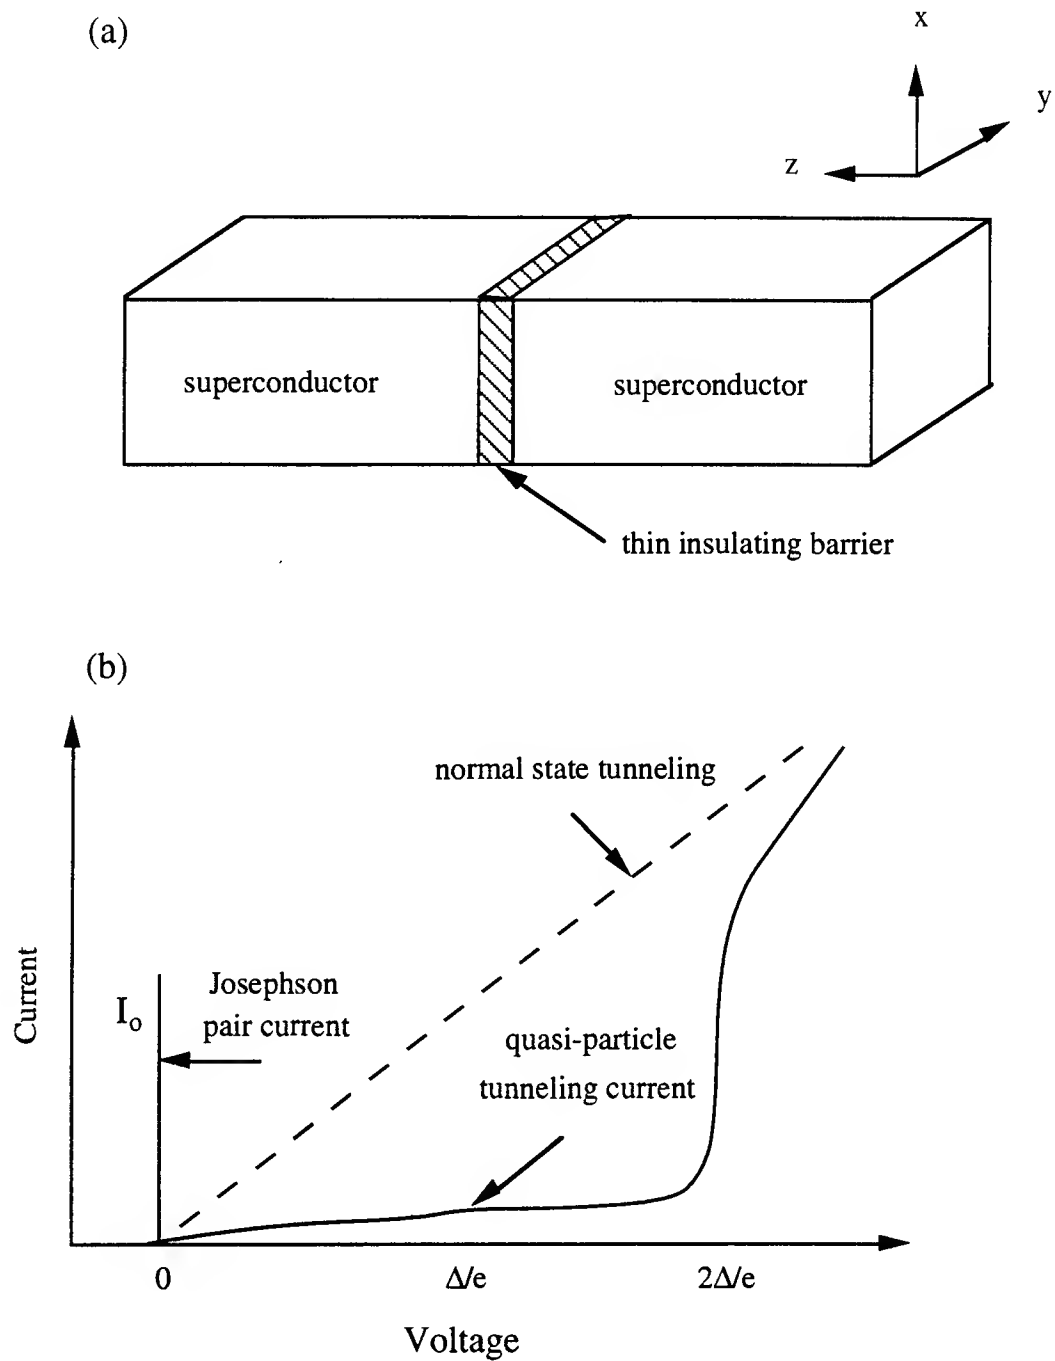 (a)
x
y
z
superconductor
superconductor
thin insulating barrier
(b)
normal state tunneling
Josephson
pair current
I₀
quasi-particle
tunneling current
Current
0
Δ/e
2Δ/e
Voltage